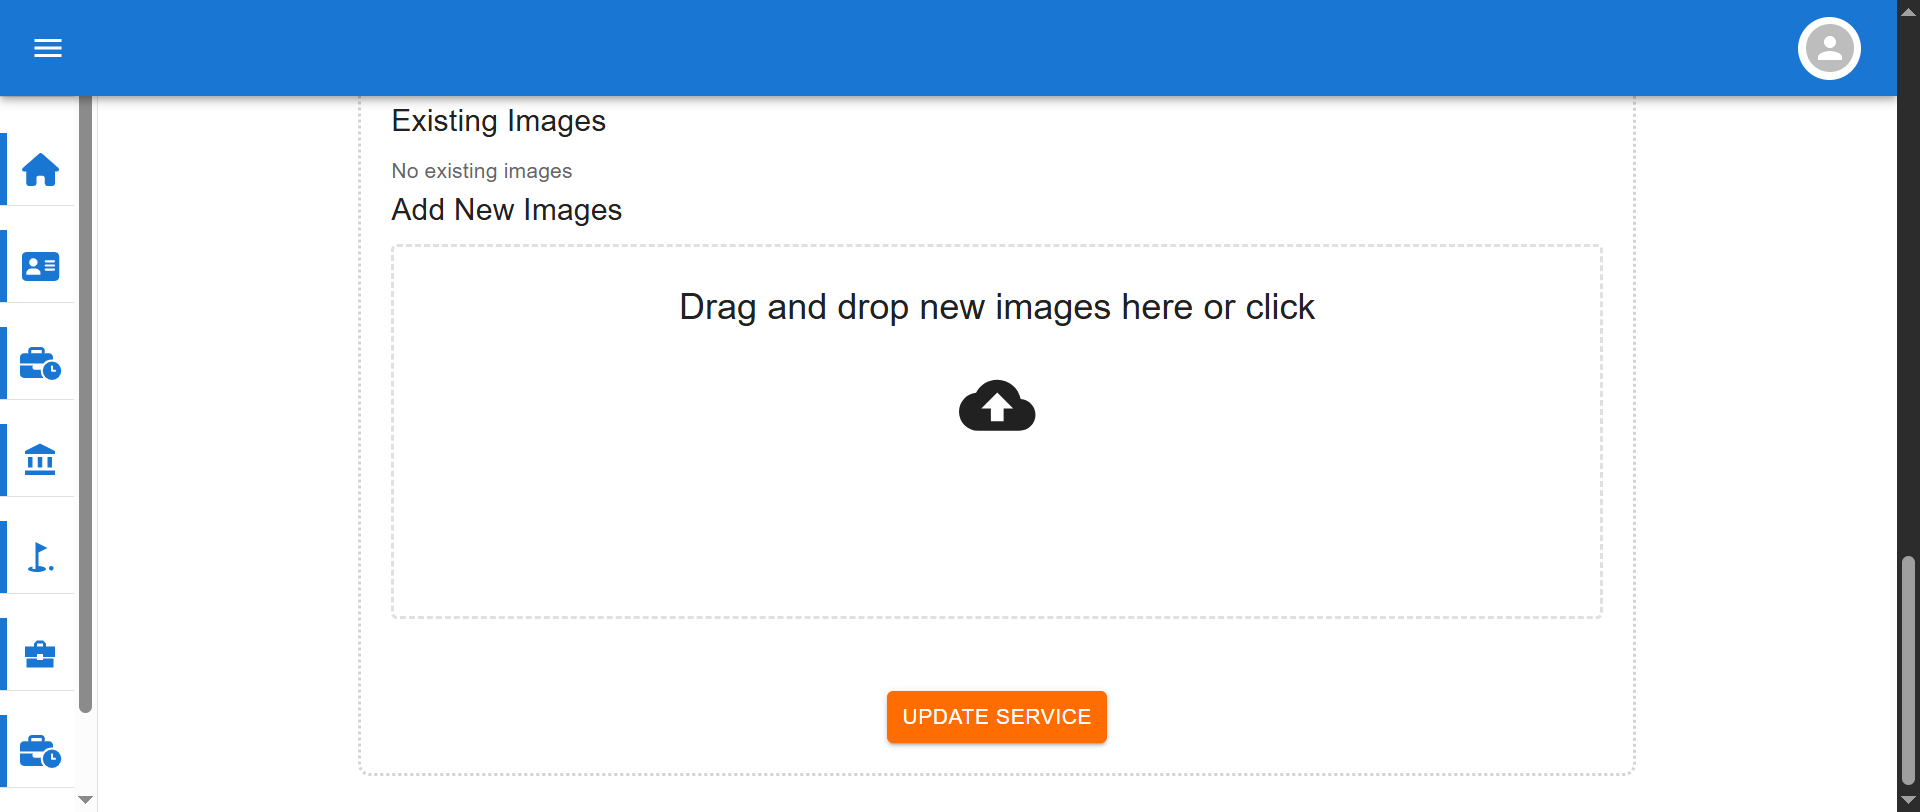 Existing Images
No existing images
Add New Images
Drag and drop new images here or click
UPDATE SERVICE